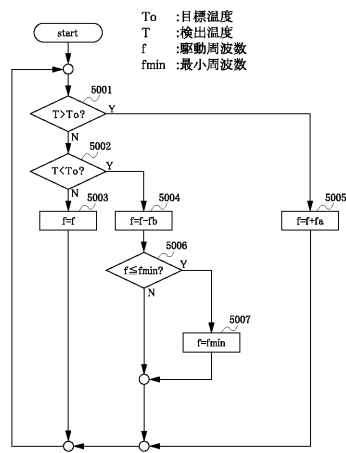 To :目標温度
T :検出温度
f :駆動周波数
fmin :最小周波数
start
5001
T>To?
Y
N
5002
T<To?
Y
N
5003
f=f
5004
f=f-fb
5005
f=f+fa
5006
f≦fmin?
Y
N
5007
f=fmin